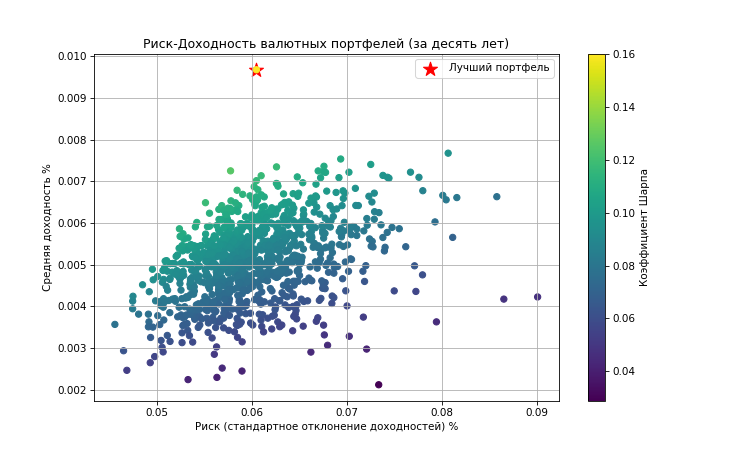 Риск-Доходность валютных портфелей (за десять лет)
Лучший портфель
Средняя доходность %
0.010
0.009
0.008
0.007
0.006
0.005
0.004
0.003
0.002
0.05 0.06 0.07 0.08 0.09
Риск (стандартное отклонение доходностей) %
0.16
0.14
0.12
0.10
0.08
0.06
0.04
Коэффициент Шарпа